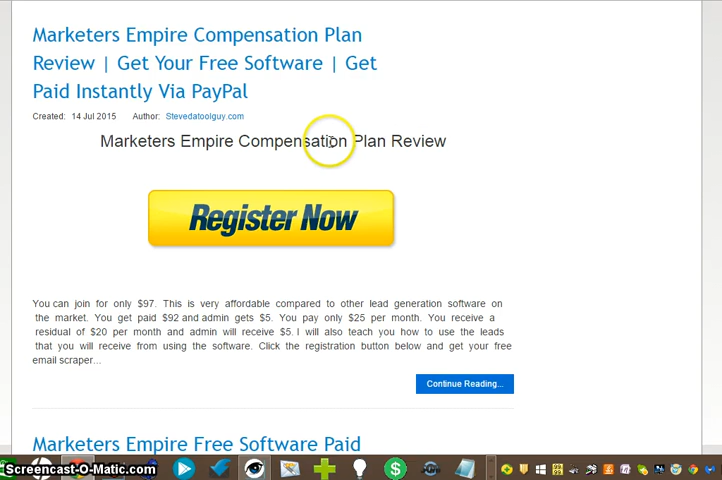 Marketers Empire Compensation Plan
Review | Get Your Free Software | Get
Paid Instantly Via PayPal
Created: 14 Jul 2015 Author: Stevedatoolguy.com
Marketers Empire Compensation Plan Review
Register Now
You can join for only $97. This is very affordable compared to other lead generation software on
the market. You get paid $92 and admin gets $5. You pay only $25 per month. You receive a
residual of $20 per month and admin will receive $5. I will also teach you how to use the leads
that you will receive from using the software. Click the registration button below and get your free
email scraper...
Continue Reading...
Marketers Empire Free Software Paid
Screencast-O-Matic.com